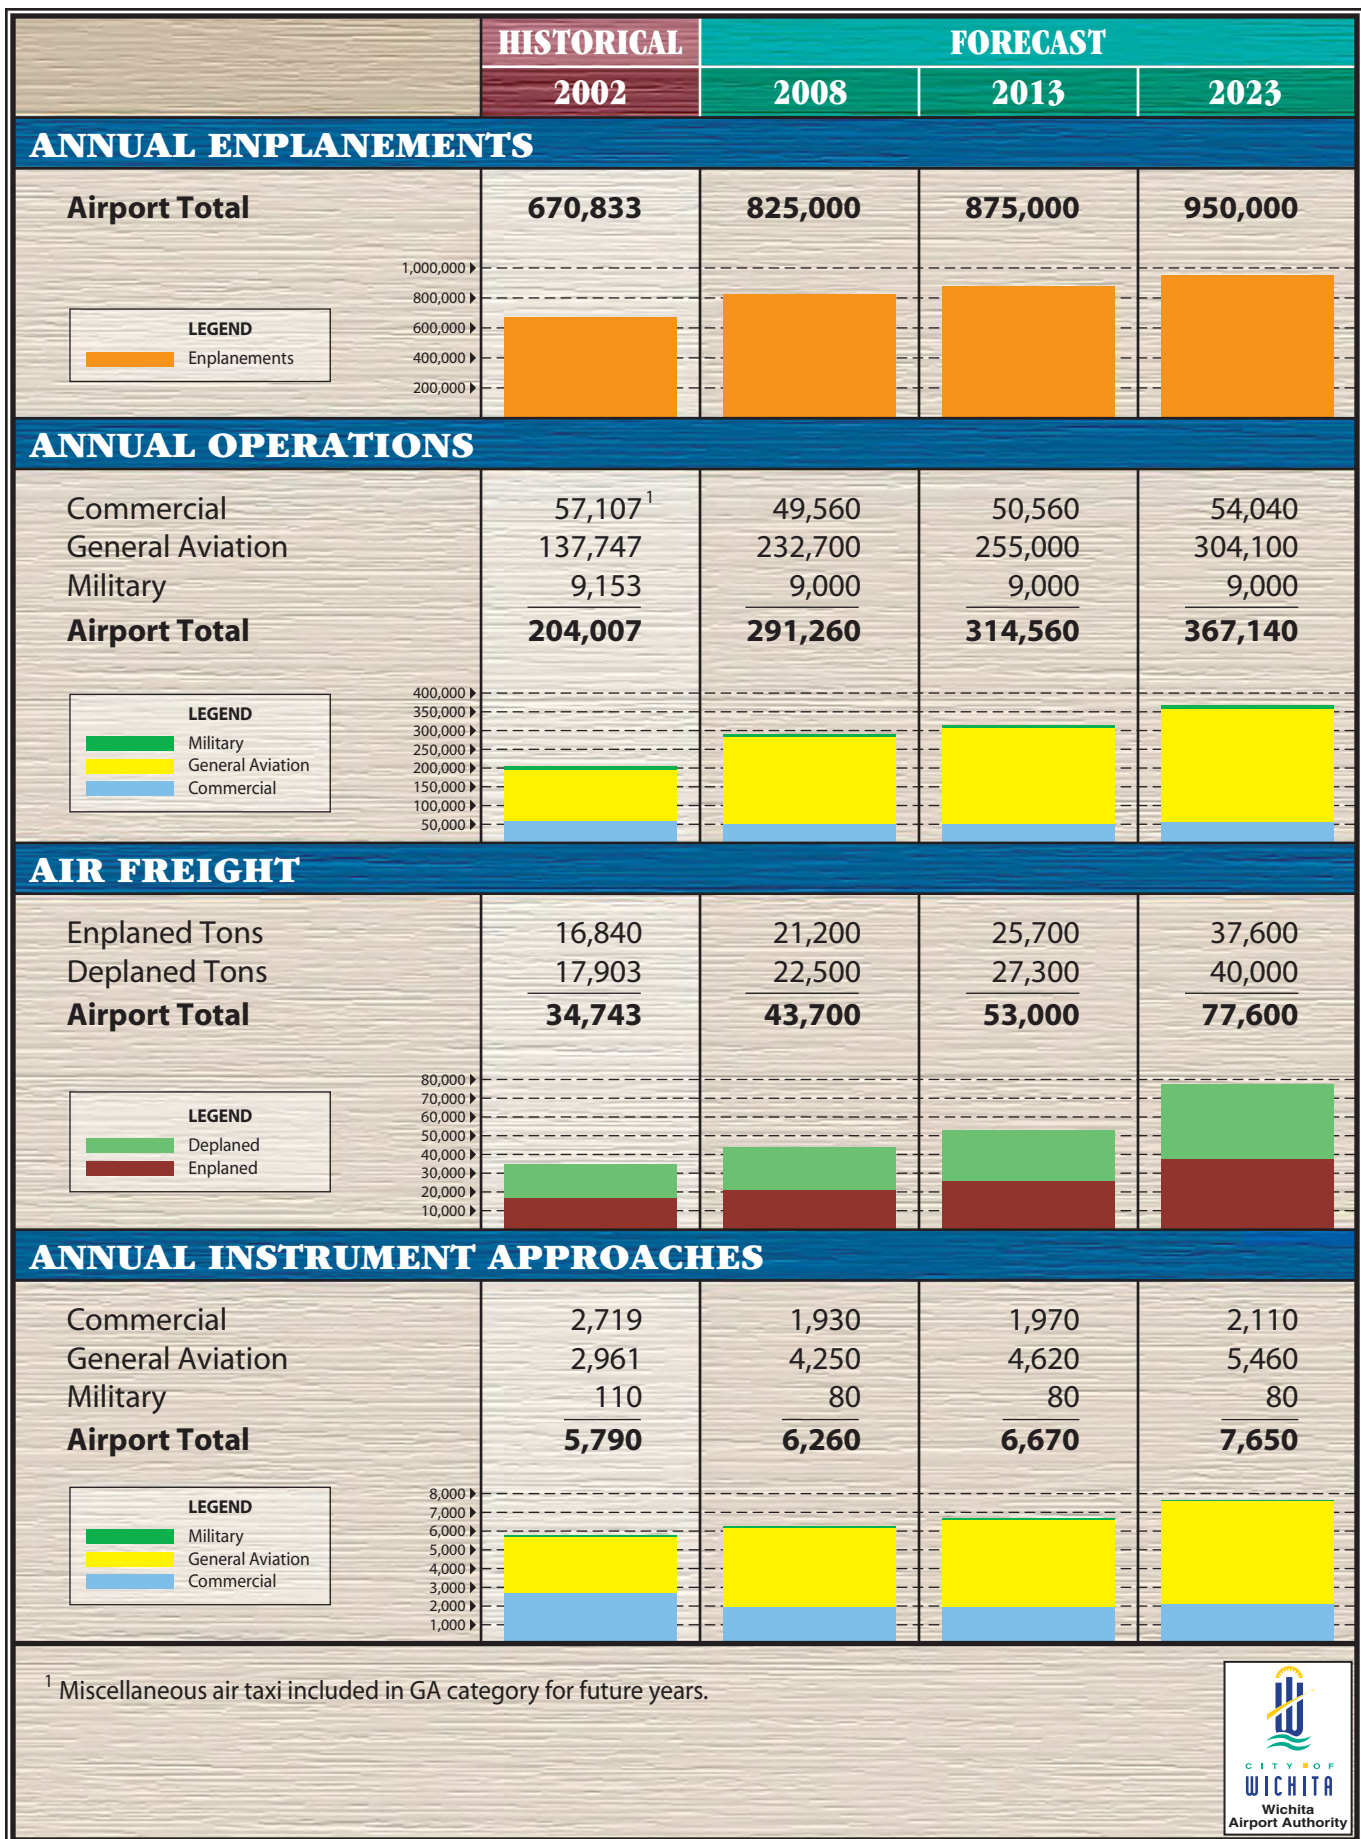 HISTORICAL FORECAST
2002 2008 2013 2023
ANNUAL ENPLANEMENTS
Airport Total 670,833 825,000 875,000 950,000
1,000,000
800,000
600,000
400,000
200,000
LEGEND
Enplanements
ANNUAL OPERATIONS
Commercial 57,107¹ 49,560 50,560 54,040
General Aviation 137,747 232,700 255,000 304,100
Military 9,153 9,000 9,000 9,000
Airport Total 204,007 291,260 314,560 367,140
400,000
350,000
300,000
250,000
200,000
150,000
100,000
50,000
LEGEND
Military
General Aviation
Commercial
AIR FREIGHT
Enplaned Tons 16,840 21,200 25,700 37,600
Deplaned Tons 17,903 22,500 27,300 40,000
Airport Total 34,743 43,700 53,000 77,600
80,000
70,000
60,000
50,000
40,000
30,000
20,000
10,000
LEGEND
Deplaned
Enplaned
ANNUAL INSTRUMENT APPROACHES
Commercial 2,719 1,930 1,970 2,110
General Aviation 2,961 4,250 4,620 5,460
Military 110 80 80 80
Airport Total 5,790 6,260 6,670 7,650
8,000
7,000
6,000
5,000
4,000
3,000
2,000
1,000
LEGEND
Military
General Aviation
Commercial
¹ Miscellaneous air taxi included in GA category for future years.
CITY OF
WICHITA
Wichita
Airport Authority